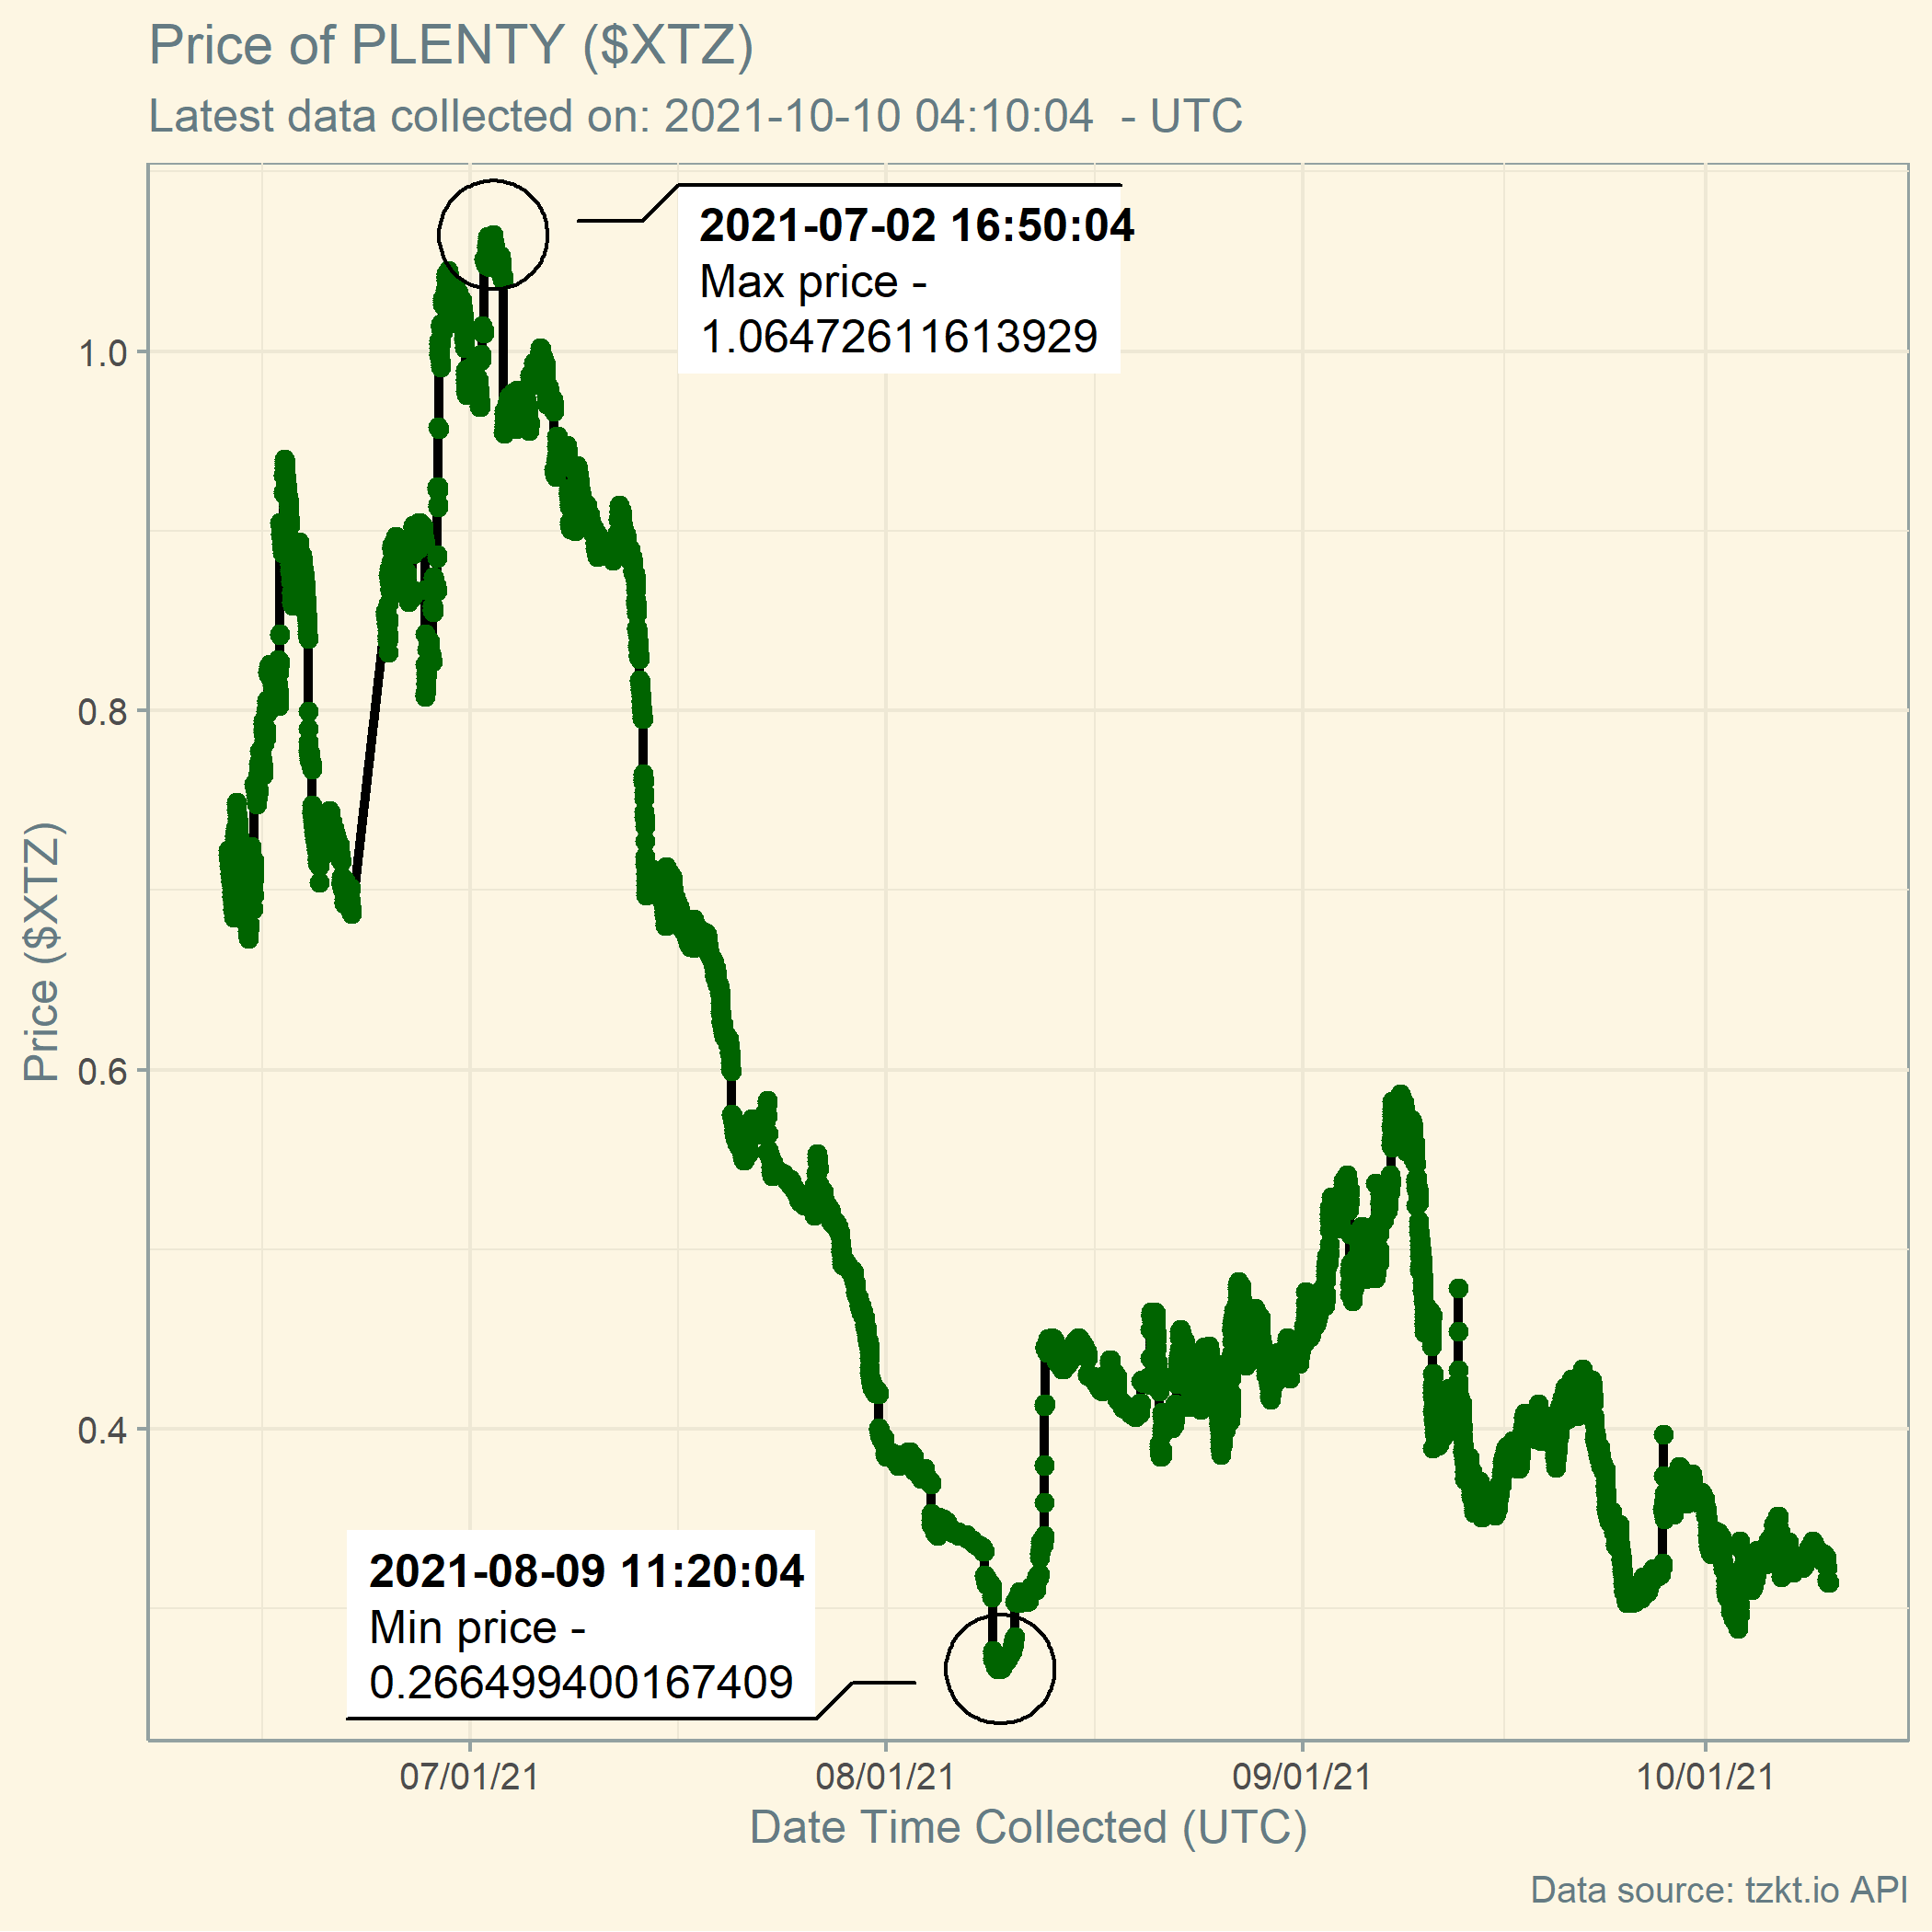 Price of PLENTY ($XTZ)
Latest data collected on: 2021-10-10 04:10:04  - UTC
2021-07-02 16:50:04
Max price -
1.06472611613929
1.0
0.8
0.6
0.4
Price ($XTZ)
2021-08-09 11:20:04
Min price -
0.266499400167409
07/01/21
08/01/21
09/01/21
10/01/21
Date Time Collected (UTC)
Data source: tzkt.io API